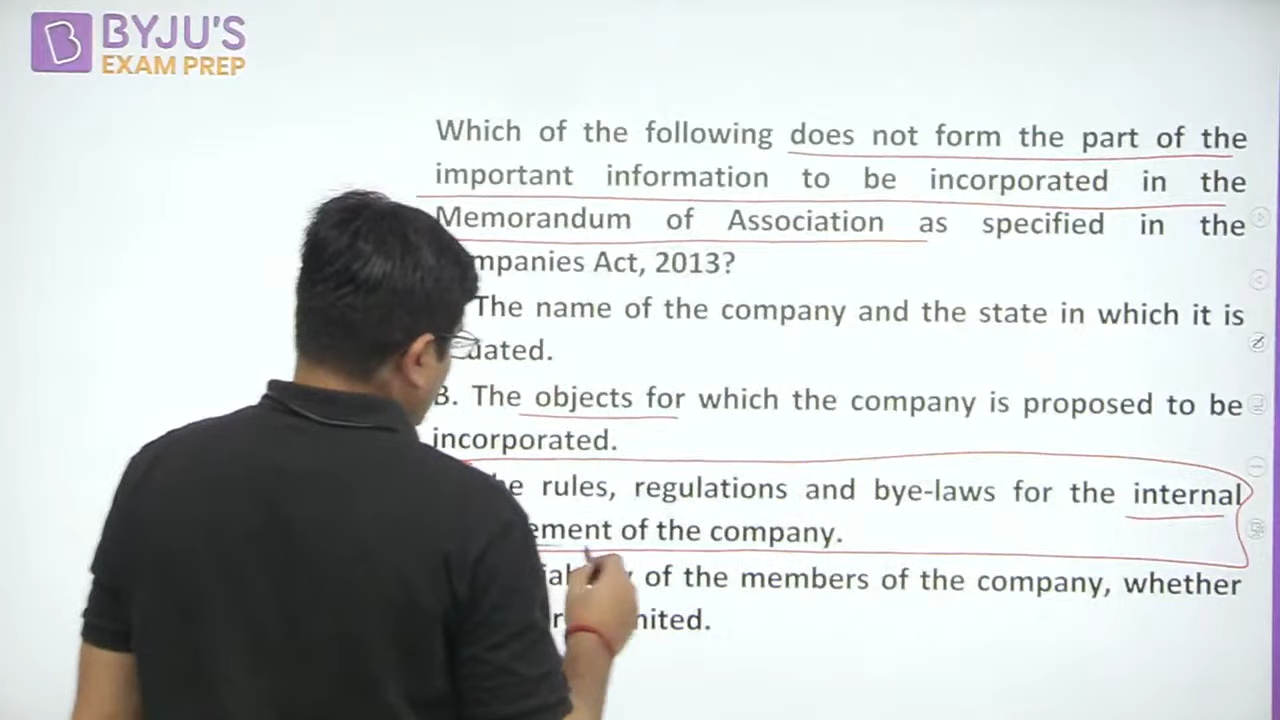 BYJU'S
EXAM PREP
Which of the following does not form the part of the
important information to be incorporated in the
Memorandum of Association as specified in the
mpanies Act, 2013?
The name of the company and the state in which it is
uated.
B. The objects for which the company is proposed to be
incorporated.
he rules, regulations and bye-laws for the internal
ement of the company.
of the members of the company, whether